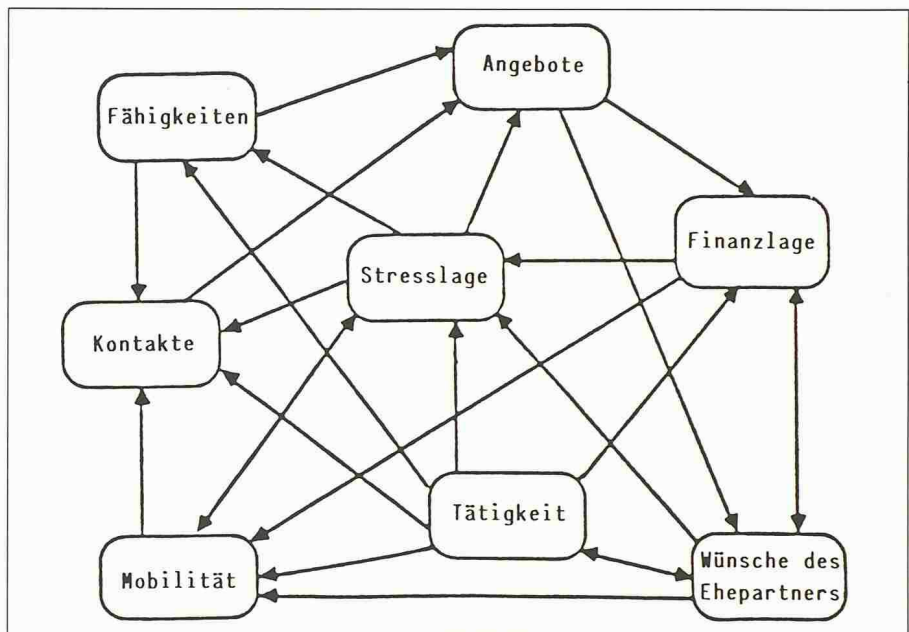 Angebote
Fähigkeiten
Finanzlage
Stresslage
Kontakte
Tätigkeit
Mobilität
Wünsche des
Ehepartners